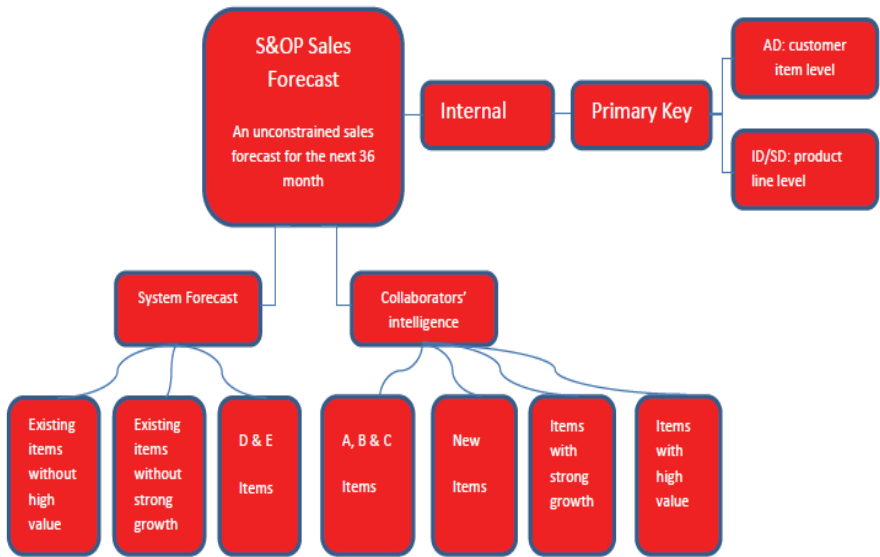 S&OP Sales
Forecast
An unconstrained sales
forecast for the next 36
month
Internal
Primary Key
AD: customer
item level
ID/SD: product
line level
System Forecast
Collaborators'
intelligence
Existing
items
without
high
value
Existing
items
without
strong
growth
D & E
Items
A, B & C
Items
New
Items
Items
with
strong
growth
Items
with
high
value